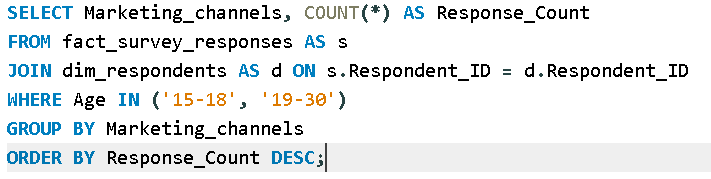 SELECT Marketing_channels, COUNT(*) AS Response_Count
FROM fact_survey_responses AS s
JOIN dim_respondents AS d ON s.Respondent_ID = d.Respondent_ID
WHERE Age IN ('15-18', '19-30')
GROUP BY Marketing_channels
ORDER BY Response_Count DESC;